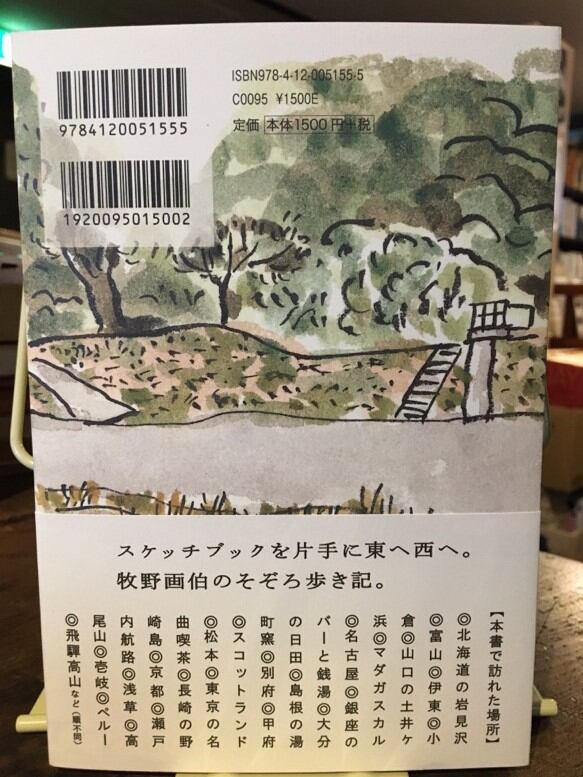 ISBN978-4-12-005155-5
C0095 ¥1500E
定価 本体1500円+税
9784120051555
1920095015002
スケッチブックを片手に東へ西へ。
牧野画伯のそぞろ歩き記。
【本書で訪れた場所】
◎北海道の岩見沢
◎富山◎伊東◎小
倉◎山口の土井ヶ
浜◎マダガスカル
◎名古屋◎銀座の
バーと銭湯◎大分
の日田◎島根の湯
町窯◎別府◎甲府
◎スコットランド
◎松本◎東京の名
曲喫茶◎長崎の野
崎島◎京都◎瀬戸
内航路◎浅草◎高
尾山◎壱岐◎ペルー
◎飛騨高山など（順不同）